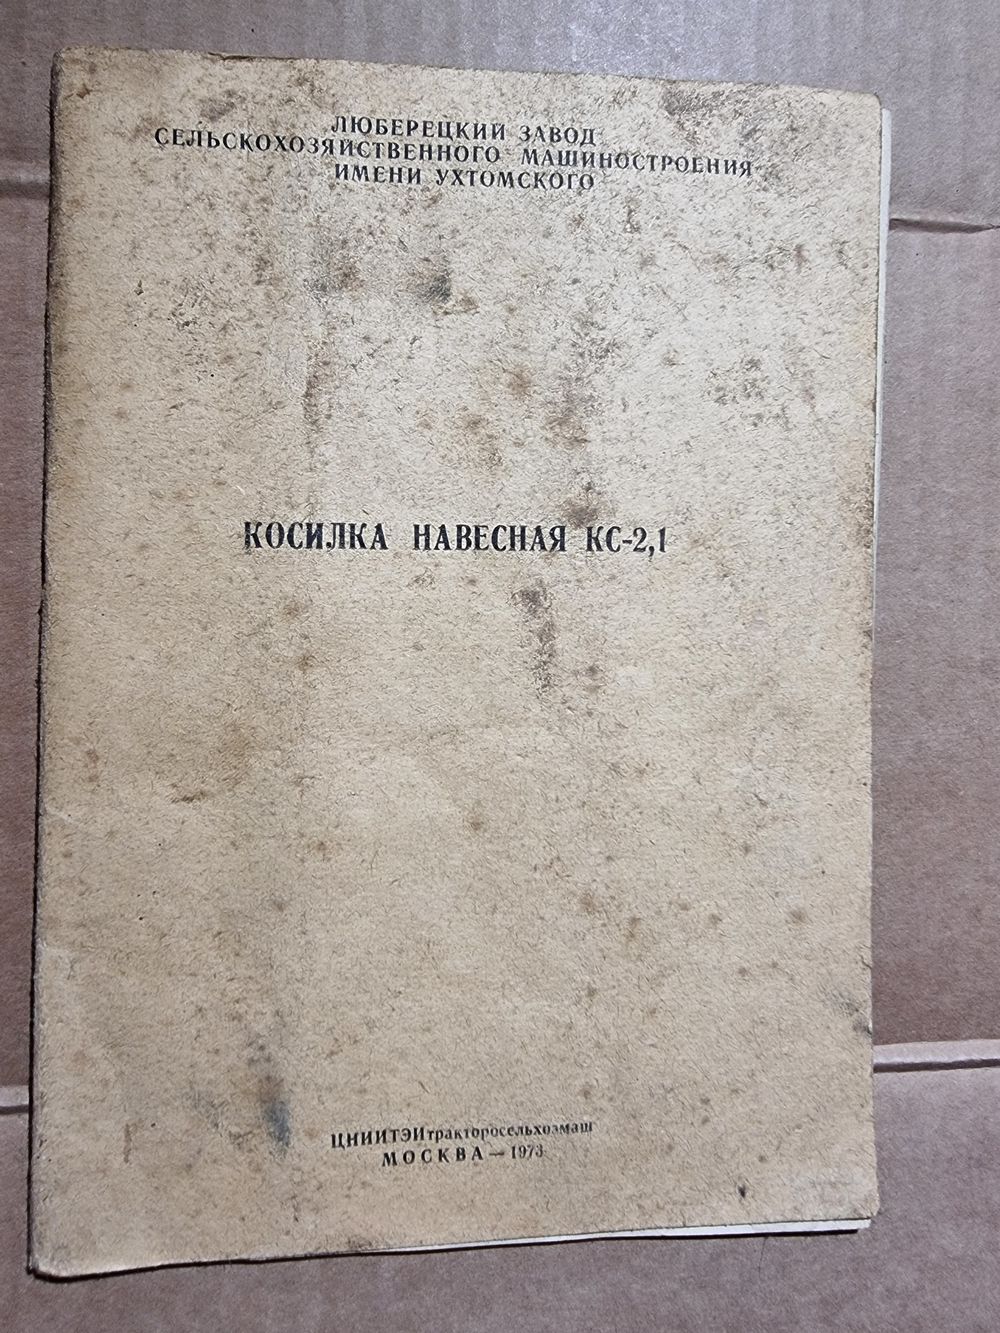 ЛЮБЕРЕЦКИЙ ЗАВОД
СЕЛЬСКОХОЗЯЙСТВЕННОГО МАШИНОСТРОЕНИЯ
ИМЕНИ УХТОМСКОГО
КОСИЛКА НАВЕСНАЯ КС-2,1
ЦНИИТЭИтракторосельхозмаш
МОСКВА — 1973